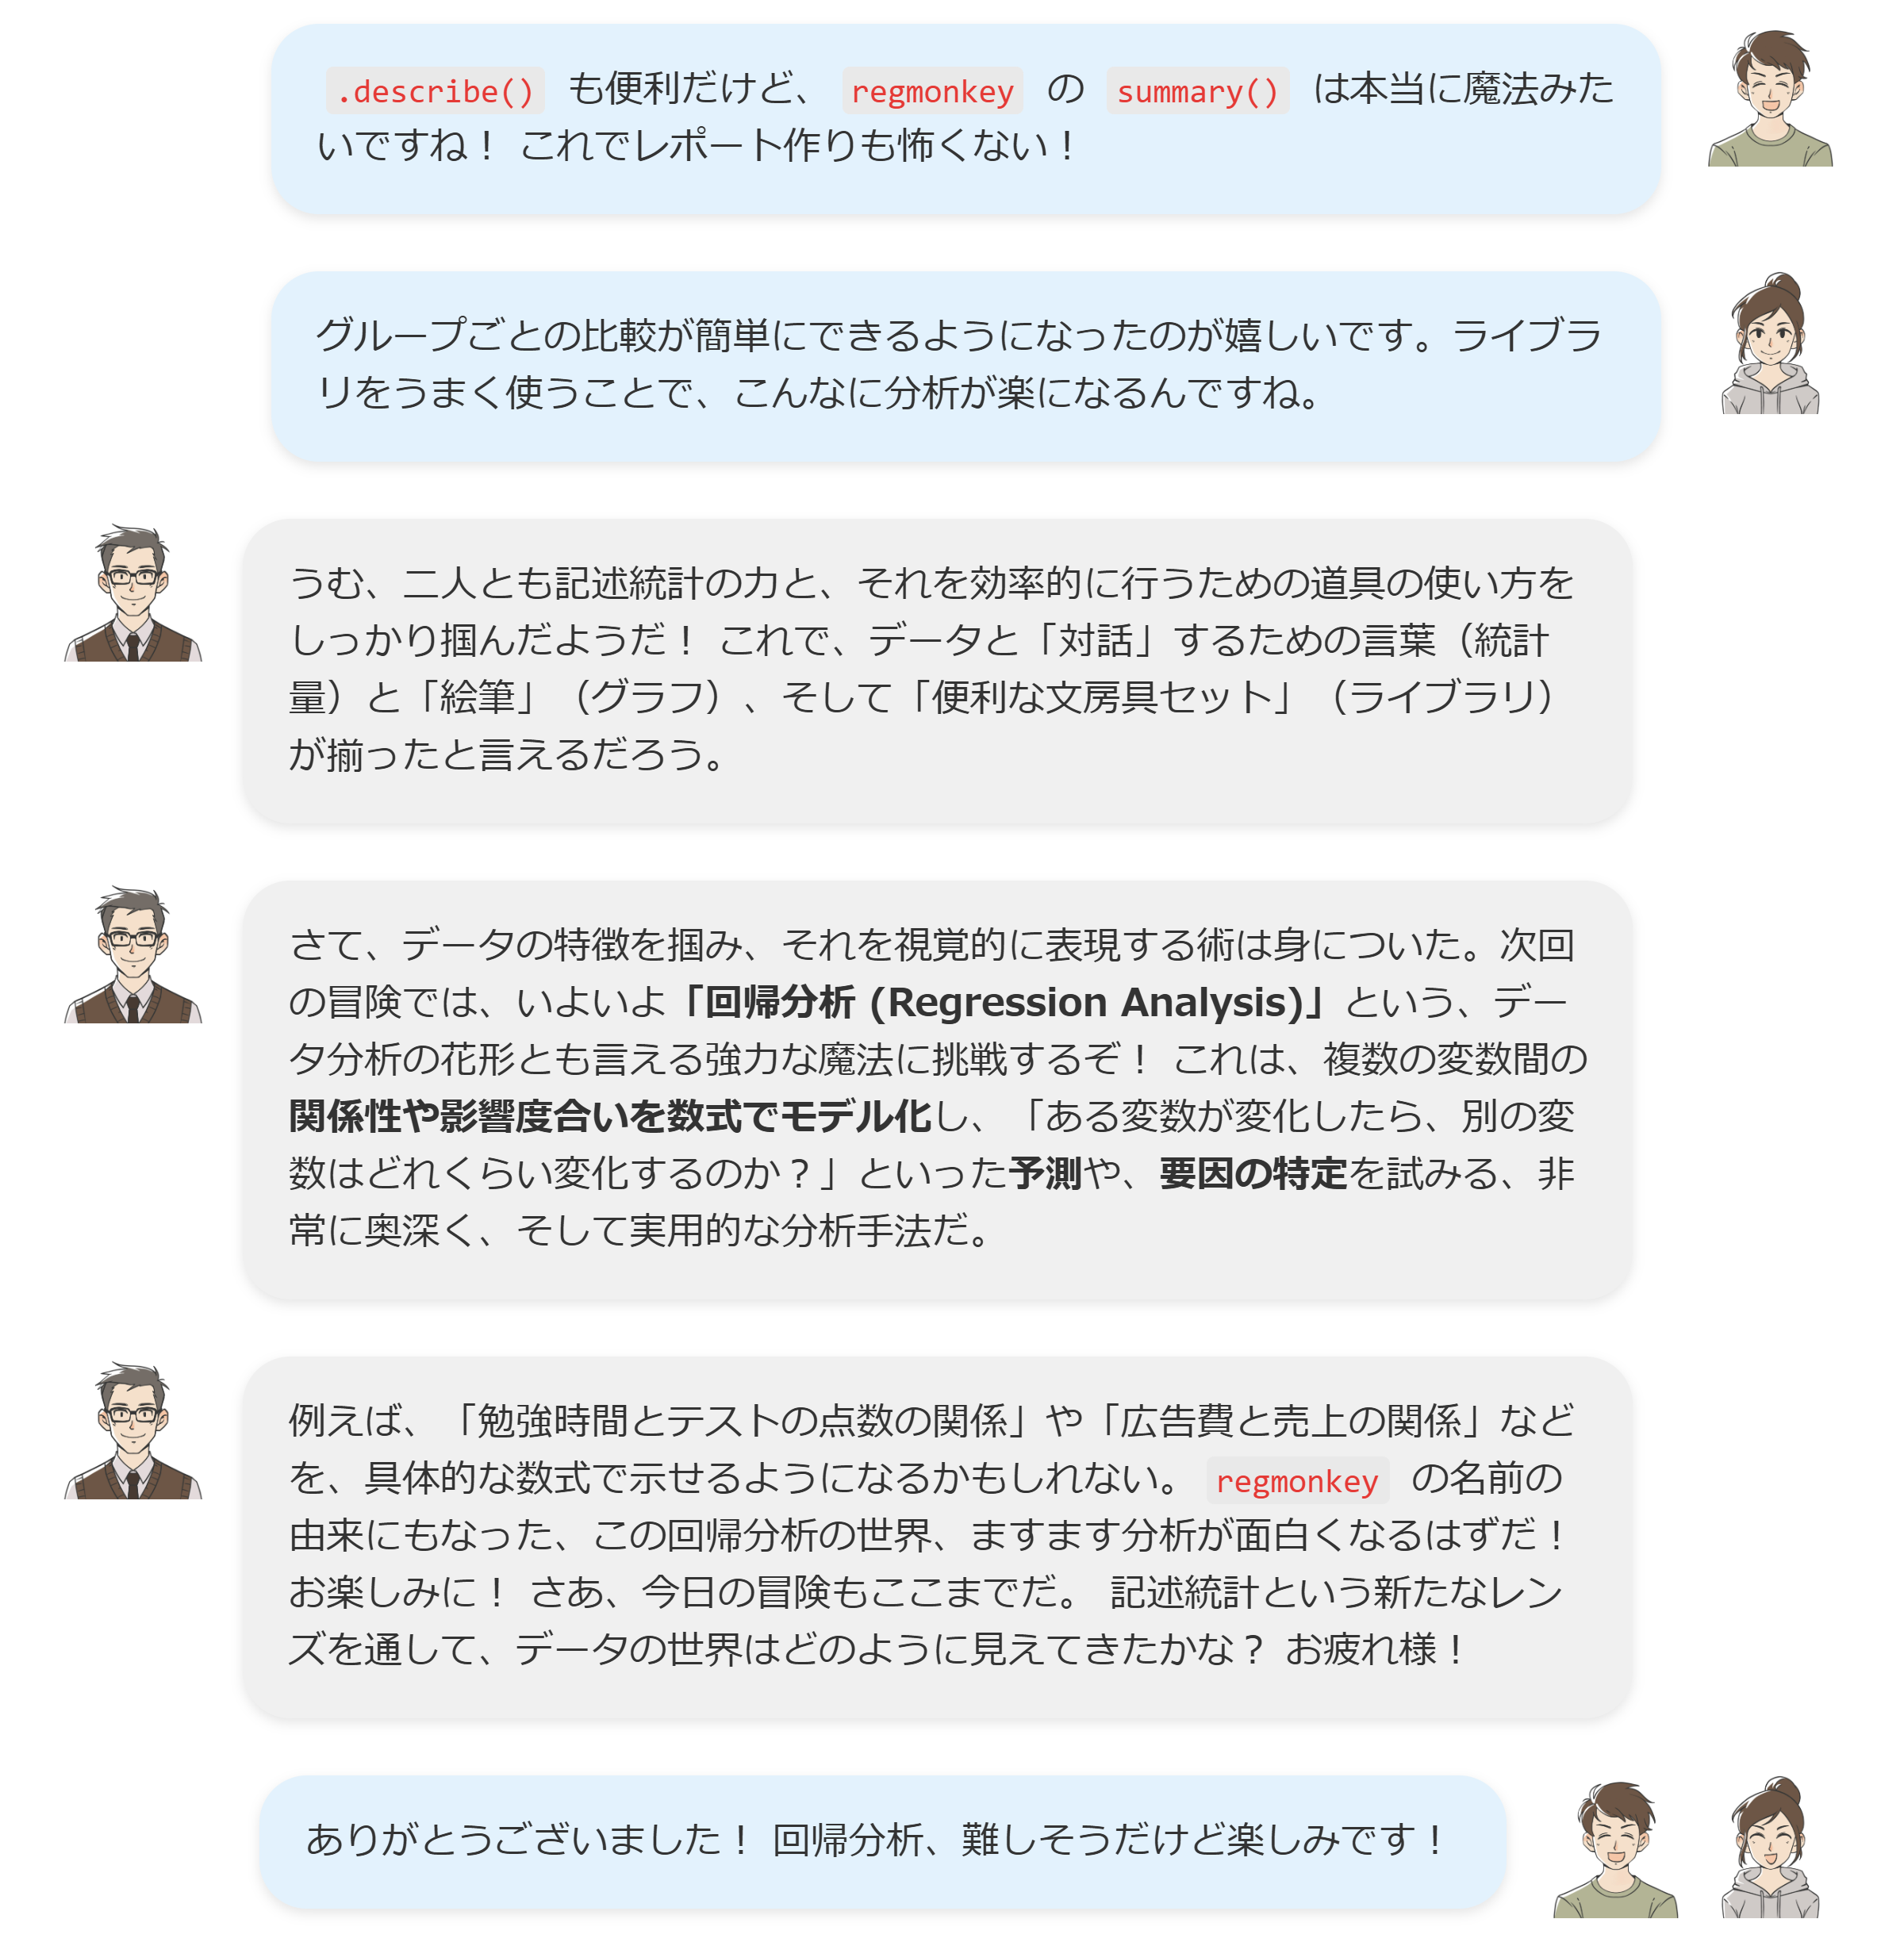 .describe() も便利だけど、 regmonkey の summary() は本当に魔法みた
いですね！ これでレポート作りも怖くない！
グループごとの比較が簡単にできるようになったのが嬉しいです。ライブラ
リをうまく使うことで、こんなに分析が楽になるんですね。
うむ、二人とも記述統計の力と、それを効率的に行うための道具の使い方を
しっかり掴んだようだ！ これで、データと「対話」するための言葉（統計
量）と「絵筆」（グラフ）、そして「便利な文房具セット」（ライブラリ）
が揃ったと言えるだろう。
さて、データの特徴を掴み、それを視覚的に表現する術は身についた。次回
の冒険では、いよいよ「回帰分析 (Regression Analysis)」という、デー
タ分析の花形とも言える強力な魔法に挑戦するぞ！ これは、複数の変数間の
関係性や影響度合いを数式でモデル化し、「ある変数が変化したら、別の変
数はどれくらい変化するのか？」といった予測や、要因の特定を試みる、非
常に奥深く、そして実用的な分析手法だ。
例えば、「勉強時間とテストの点数の関係」や「広告費と売上の関係」など
を、具体的な数式で示せるようになるかもしれない。 regmonkey の名前の
由来にもなった、この回帰分析の世界、ますます分析が面白くなるはずだ！
お楽しみに！ さあ、今日の冒険もここまでだ。 記述統計という新たなレン
ズを通して、データの世界はどのように見えてきたかな？ お疲れ様！
ありがとうございました！ 回帰分析、難しそうだけど楽しみです！